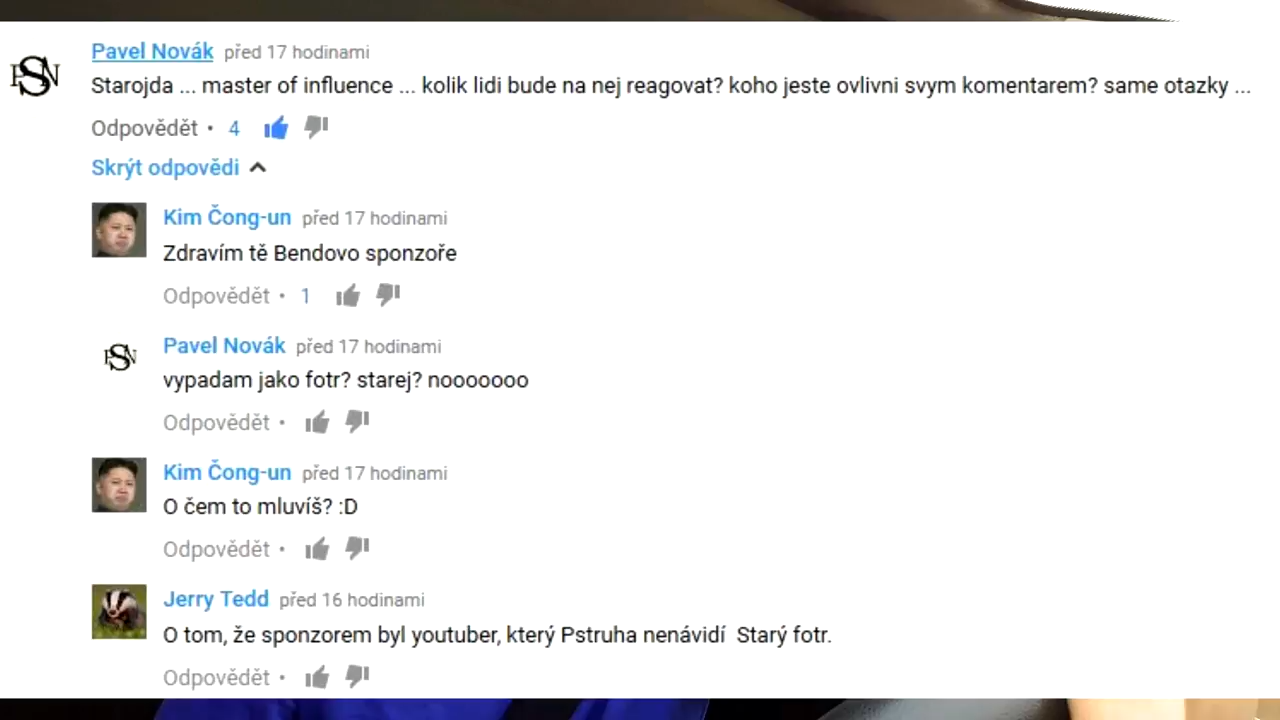 PSN
Pavel Novák před 17 hodinami
Starojda ... master of influence ... kolik lidi bude na nej reagovat? koho jeste ovlivni svym komentarem? same otazky ...
Odpovědět • 4
Skrýt odpovědi
Kim Čong-un před 17 hodinami
Zdravím tě Bendovo sponzoře
Odpovědět • 1
PSN
Pavel Novák před 17 hodinami
vypadam jako fotr? starej? nooooooo
Odpovědět •
Kim Čong-un před 17 hodinami
O čem to mluvíš? :D
Odpovědět •
Jerry Tedd před 16 hodinami
O tom, že sponzorem byl youtuber, který Pstruha nenávidí  Starý fotr.
Odpovědět •